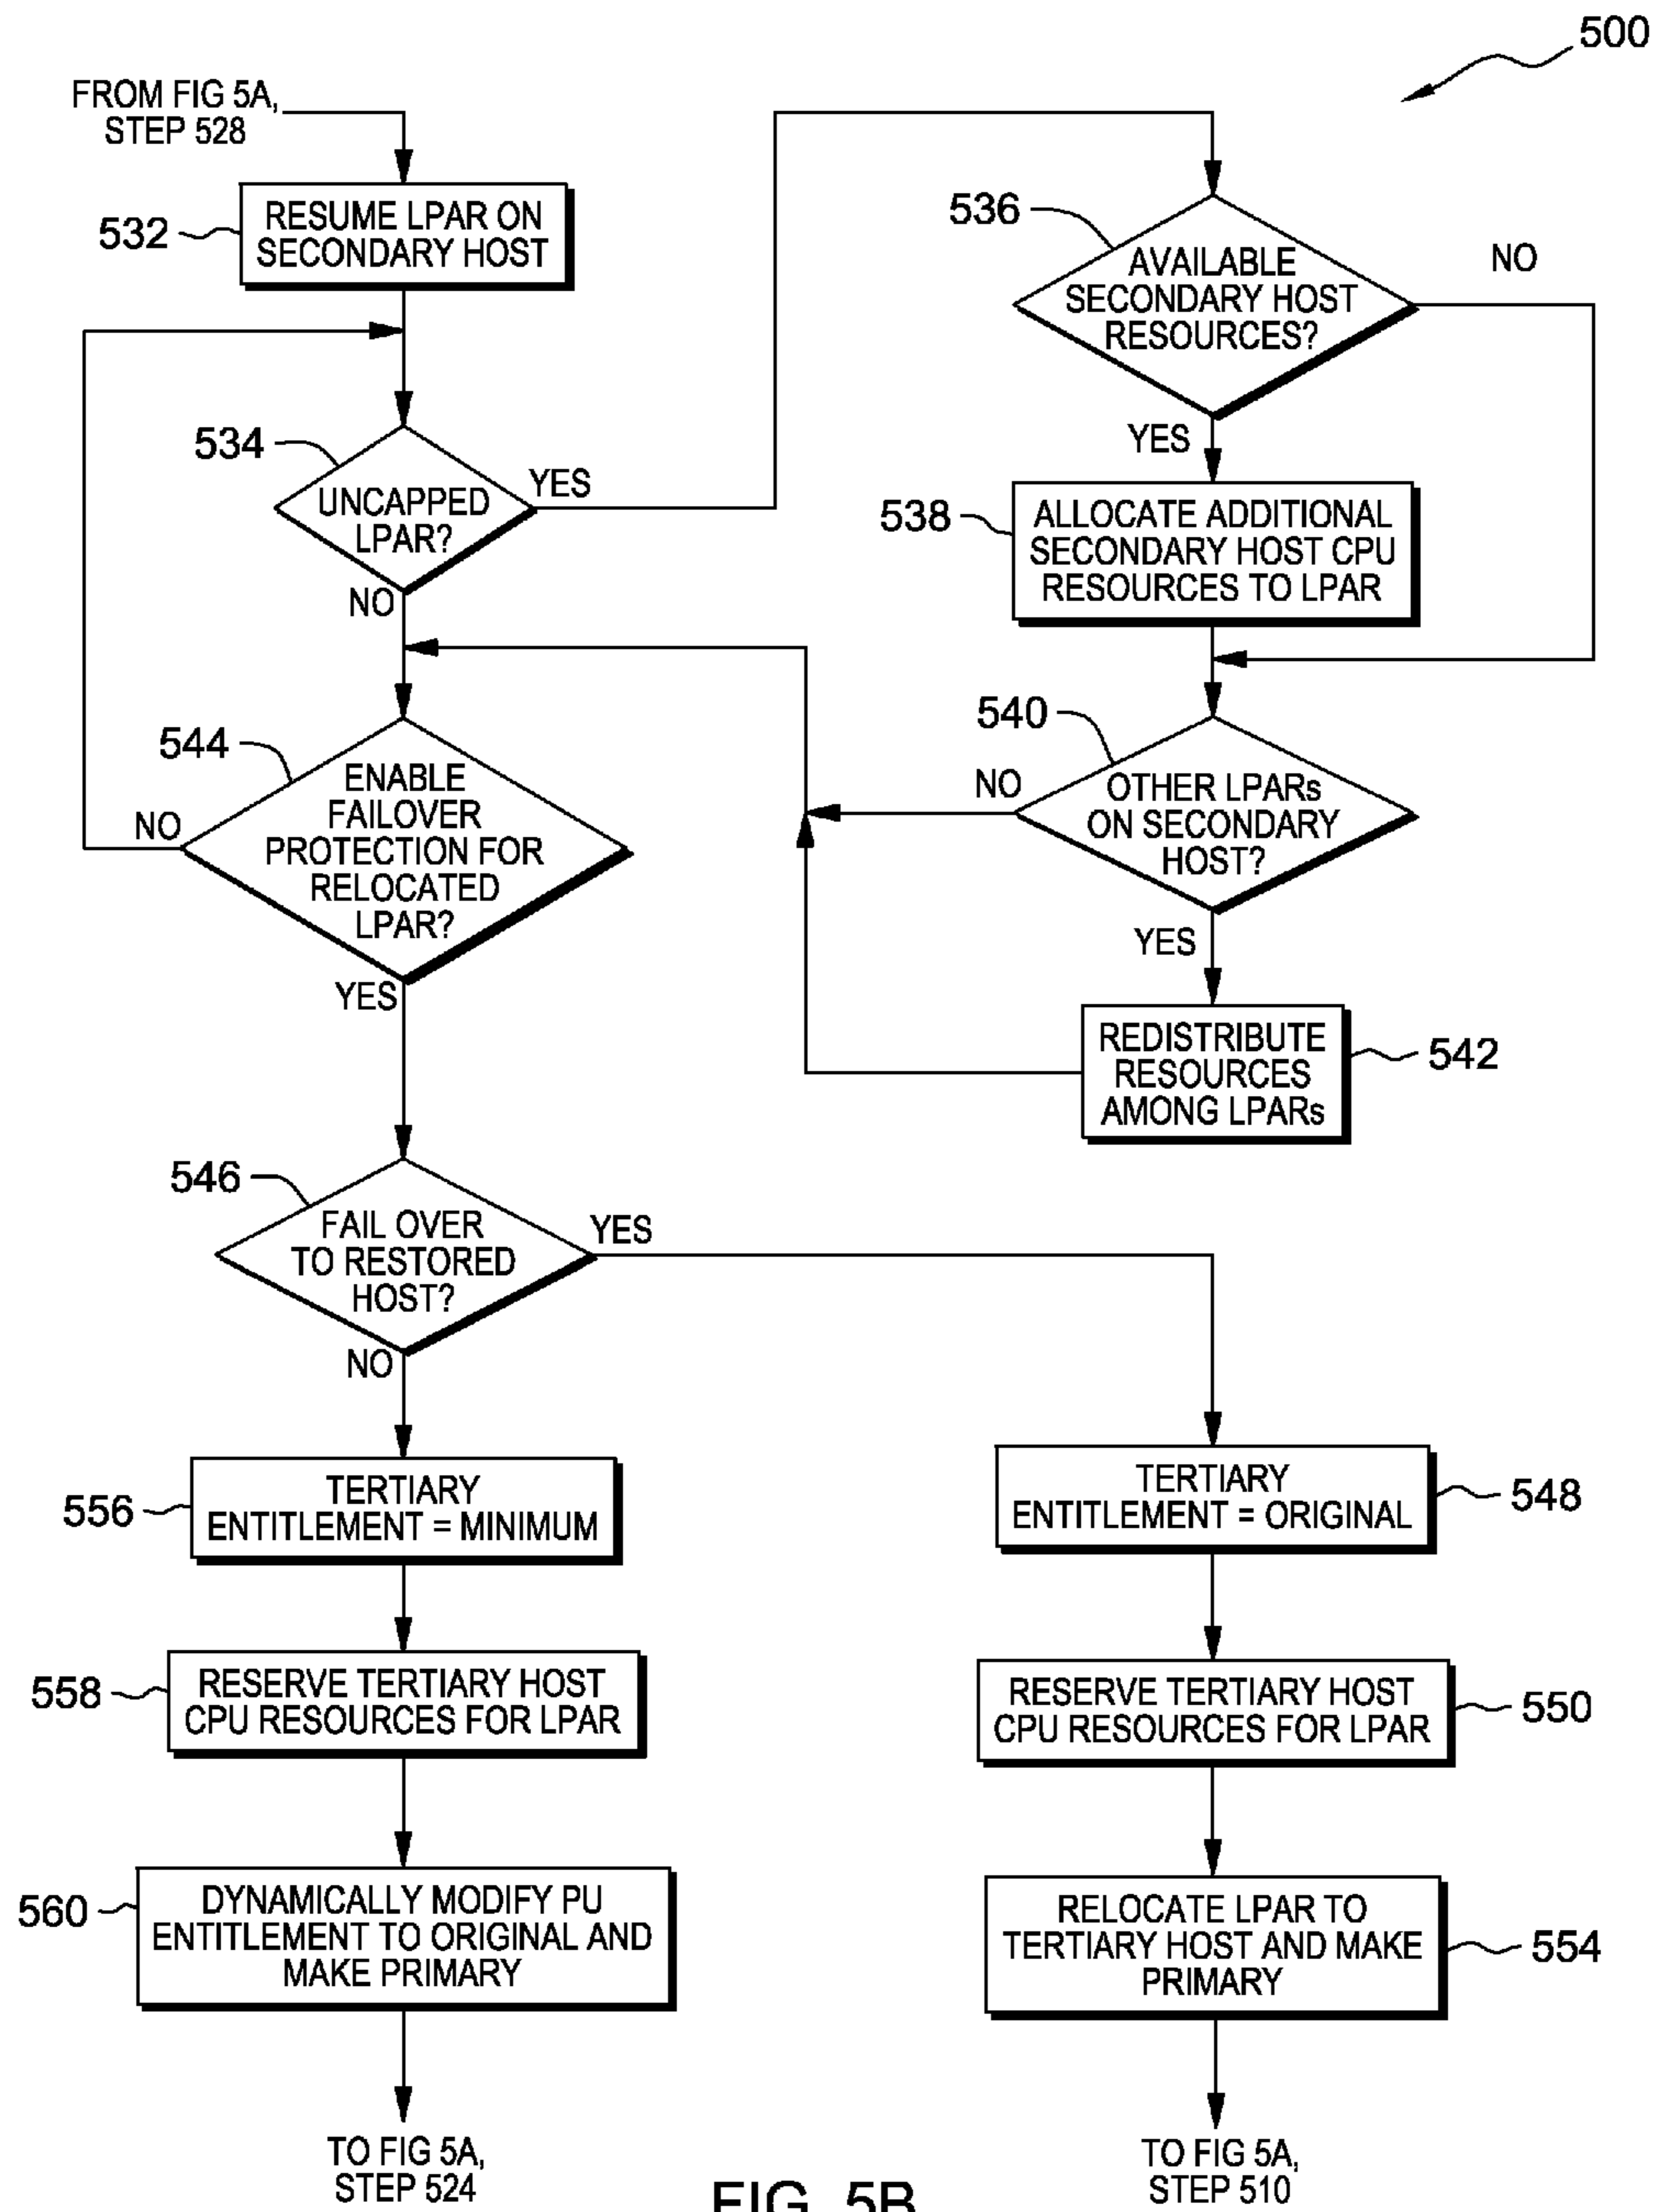 500
FROM FIG 5A,
STEP 528
532
RESUME LPAR ON
SECONDARY HOST
536
AVAILABLE
SECONDARY HOST
RESOURCES?
NO
YES
534
UNCAPPED
LPAR?
YES
NO
538
ALLOCATE ADDITIONAL
SECONDARY HOST CPU
RESOURCES TO LPAR
540
OTHER LPARs
ON SECONDARY
HOST?
NO
YES
544
ENABLE
FAILOVER
PROTECTION FOR
RELOCATED
LPAR?
NO
YES
REDISTRIBUTE
RESOURCES
AMONG LPARs
542
546
FAIL OVER
TO RESTORED
HOST?
YES
NO
556
TERTIARY
ENTITLEMENT = MINIMUM
TERTIARY
ENTITLEMENT = ORIGINAL
548
558
RESERVE TERTIARY HOST
CPU RESOURCES FOR LPAR
RESERVE TERTIARY HOST
CPU RESOURCES FOR LPAR
550
560
DYNAMICALLY MODIFY PU
ENTITLEMENT TO ORIGINAL AND
MAKE PRIMARY
RELOCATE LPAR TO
TERTIARY HOST AND MAKE
PRIMARY
554
TO FIG 5A,
STEP 524
TO FIG 5A,
STEP 510
FIG. 5B